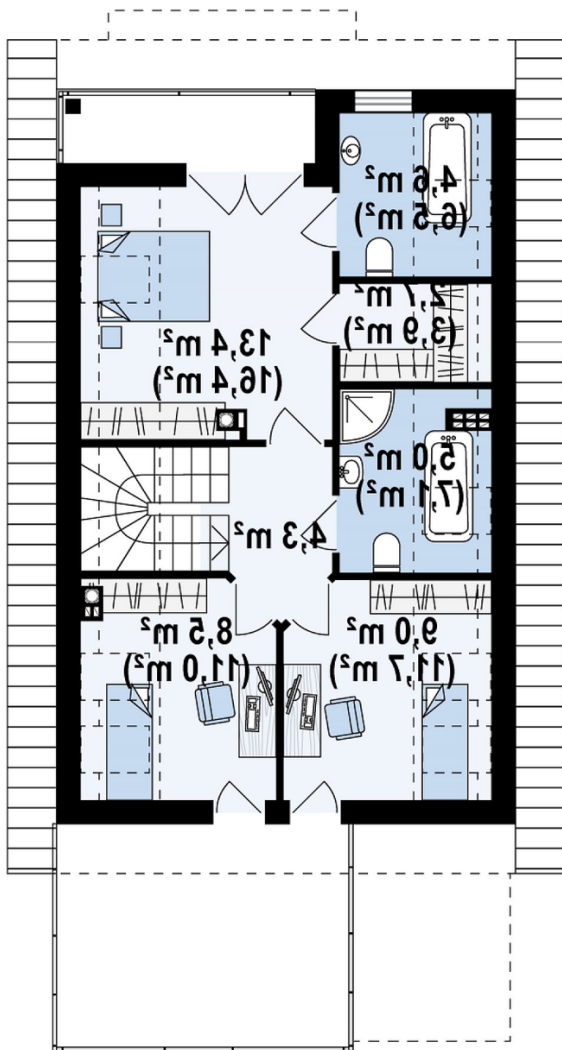 4,6 m²
(6,5 m²)
2,7 m²
(3,9 m²)
13,4 m²
(16,4 m²)
5,0 m²
(7,1 m²)
4,3 m²
8,5 m²
(11,0 m²)
9,0 m²
(11,7 m²)